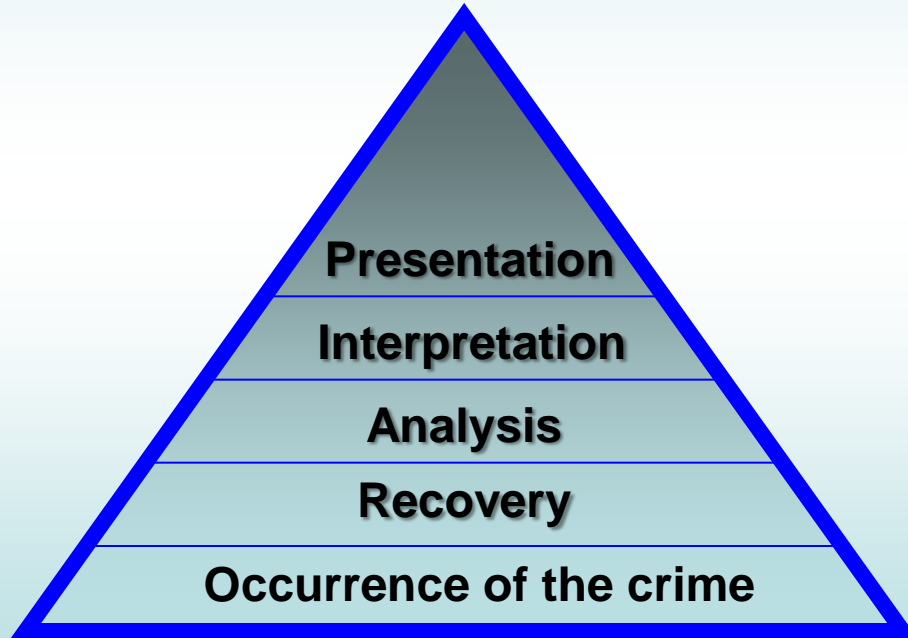 Presentation
Interpretation
Analysis
Recovery
Occurrence of the crime